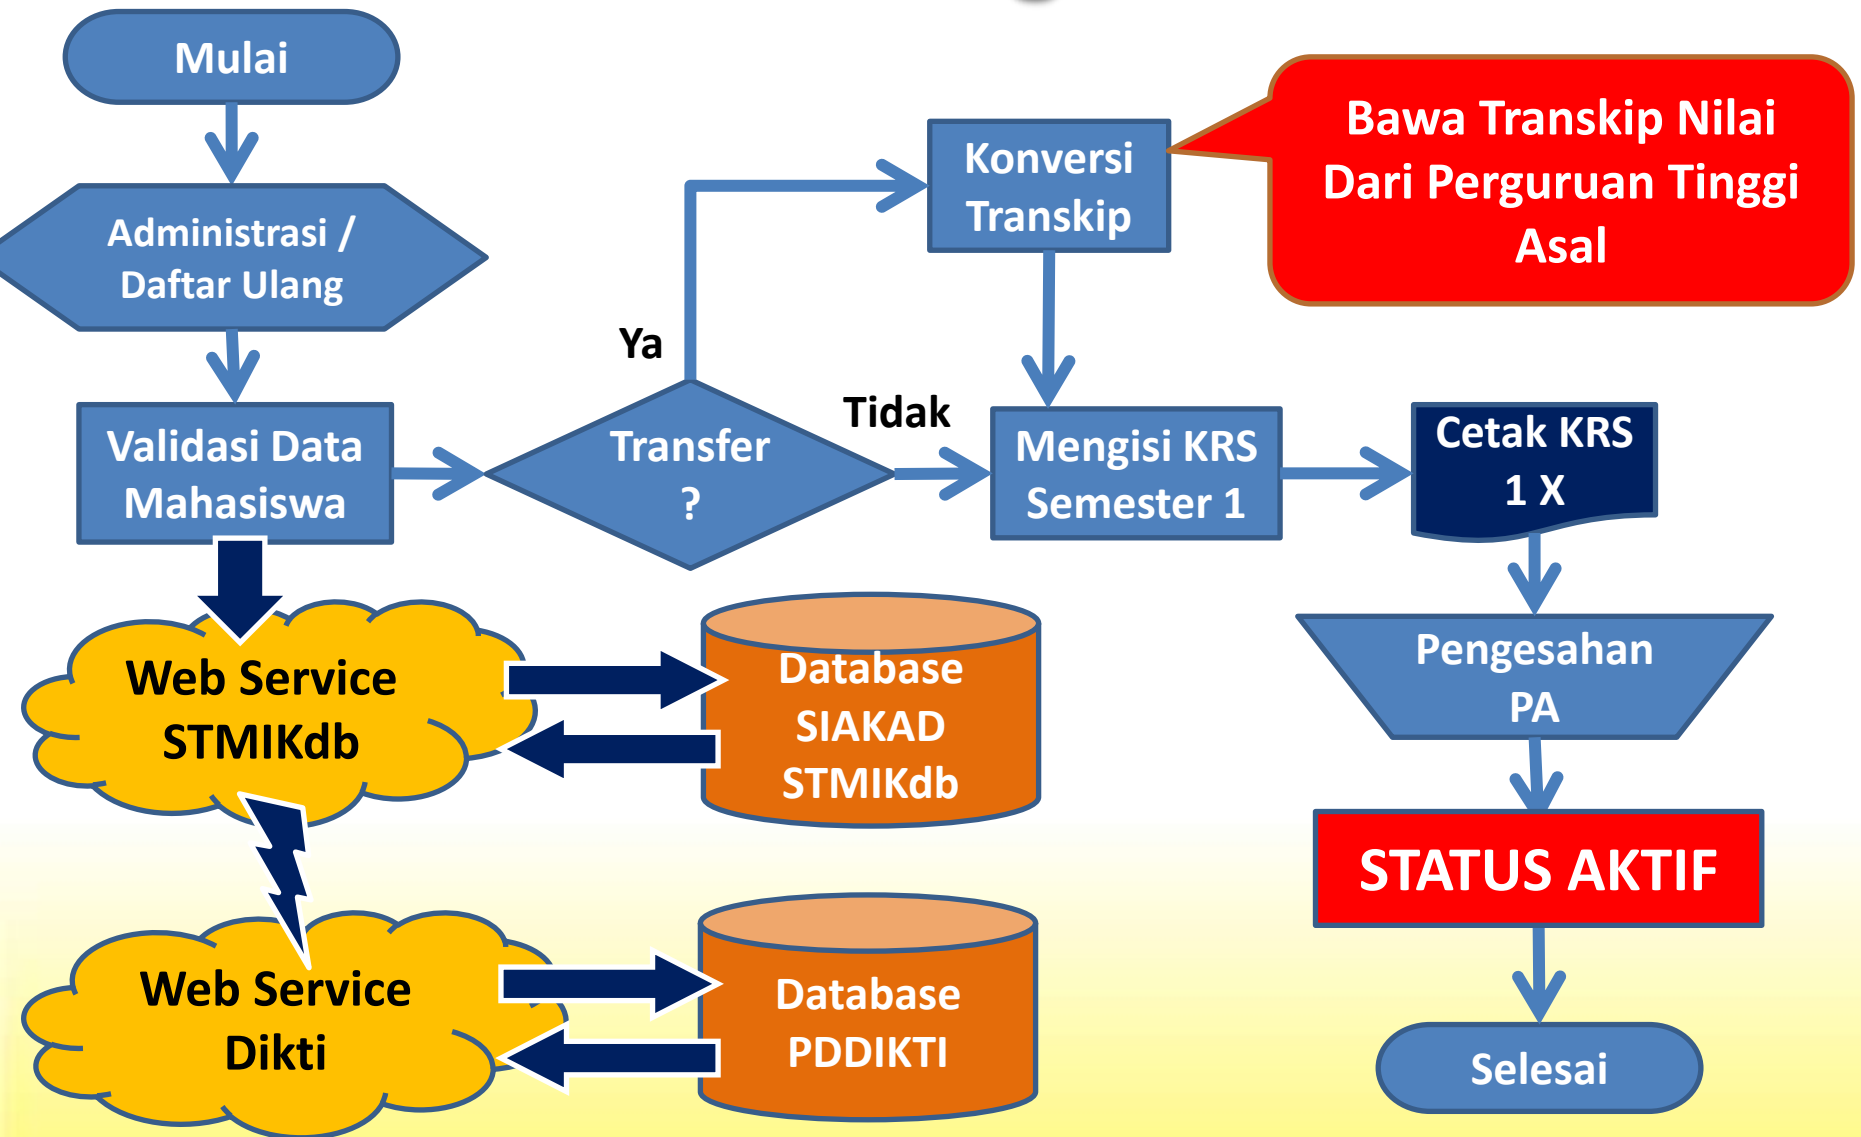 Mulai
Administrasi /
Daftar Ulang
Validasi Data
Mahasiswa
Transfer
?
Ya
Tidak
Konversi
Transkip
Bawa Transkip Nilai
Dari Perguruan Tinggi
Asal
Mengisi KRS
Semester 1
Cetak KRS
1 X
Pengesahan
PA
STATUS AKTIF
Selesai
Web Service
STMIKdb
Database
SIAKAD
STMIKdb
Web Service
Dikti
Database
PDDIKTI